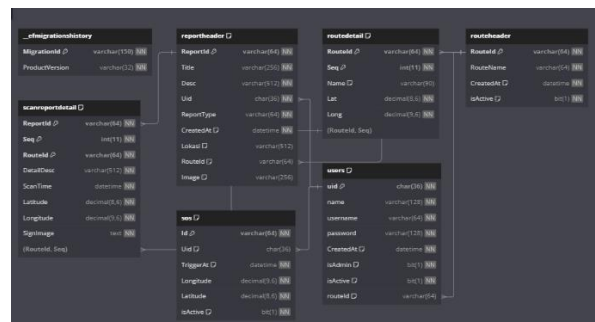 __efmigrationshistory
MigrationId varchar(150) NN
ProductVersion varchar(32) NN
scanreportdetail
ReportId varchar(64) NN
Seq int(11) NN
RouteId varchar(64) NN
DetailDesc varchar(512) NN
ScanTime datetime NN
Latitude decimal(8,6) NN
Longitude decimal(9,6) NN
SignImage text NN
(RouteId, Seq)
reportheader
ReportId varchar(64) NN
Title varchar(256) NN
Desc varchar(512) NN
Uid char(36) NN
ReportType varchar(64) NN
CreatedAt datetime NN
Lokasi varchar(512)
RouteId varchar(64)
Image varchar(256)
sos
Id varchar(64) NN
Uid char(36)
TriggerAt datetime NN
Longitude decimal(9,6) NN
Latitude decimal(8,6) NN
isActive bit(1) NN
routedetail
RouteId varchar(64) NN
Seq int(11) NN
Name varchar(90)
Lat decimal(8,6) NN
Long decimal(9,6) NN
(RouteId, Seq)
users
uid char(36) NN
name varchar(128) NN
username varchar(64) NN
password varchar(128) NN
CreatedAt datetime NN
isAdmin bit(1) NN
isActive bit(1) NN
routeId varchar(64)
routeheader
RouteId varchar(64) NN
RouteName varchar(64) NN
CreatedAt datetime NN
isActive bit(1) NN